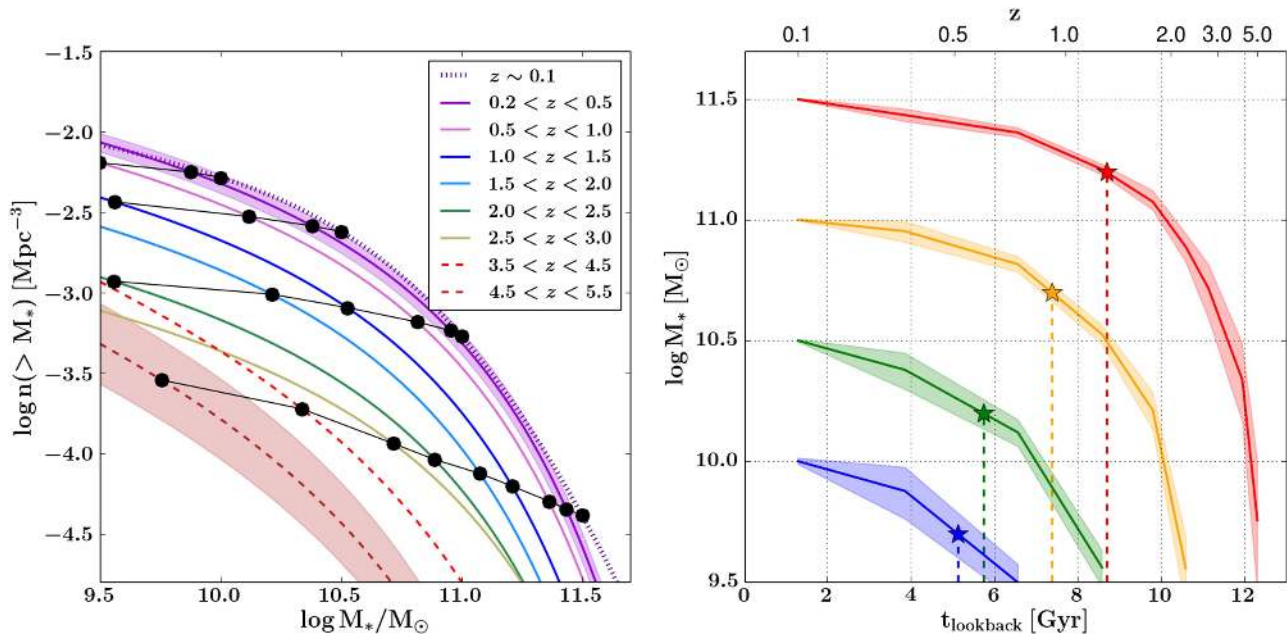 −1.5
−2.0
−2.5
−3.0
−3.5
−4.0
−4.5
9.5 10.0 10.5 11.0 11.5
log M*/M⊙
log n(> M*) [Mpc⁻³]
z ∼ 0.1
0.2 < z < 0.5
0.5 < z < 1.0
1.0 < z < 1.5
1.5 < z < 2.0
2.0 < z < 2.5
2.5 < z < 3.0
3.5 < z < 4.5
4.5 < z < 5.5
z
0.1 0.5 1.0 2.0 3.0 5.0
11.5
11.0
10.5
10.0
9.5
log M* [M⊙]
0 2 4 6 8 10 12
t_lookback [Gyr]